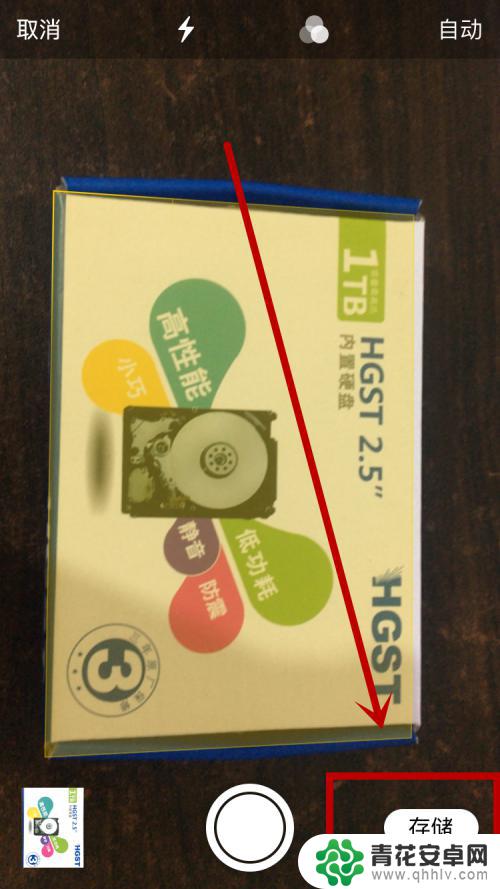 取消
自动
1TB
HGST 2.5"
内置硬盘
高性能
小巧
静音
低功耗
防震
HGST
3
存储
青花安卓网
www.qhhlv.com